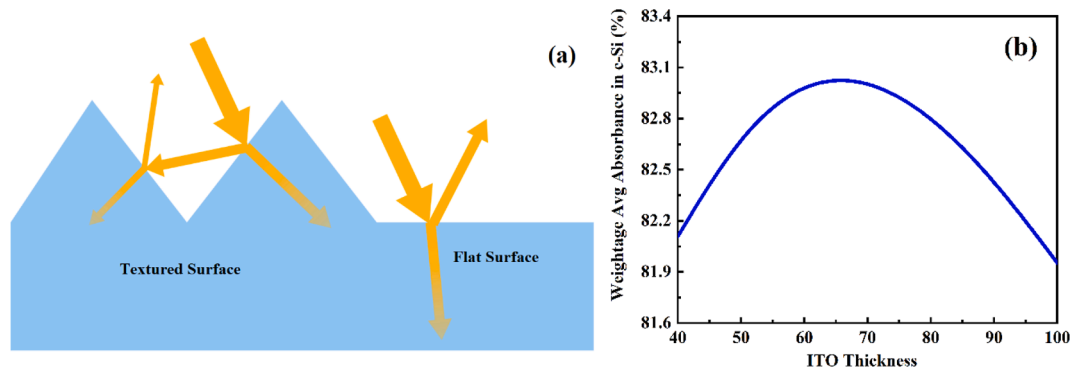 (a)
Textured Surface
Flat Surface
(b)
Weightage Avg Absorbance in c-Si (%)
83.4
83.1
82.8
82.5
82.2
81.9
81.6
40 50 60 70 80 90 100
ITO Thickness